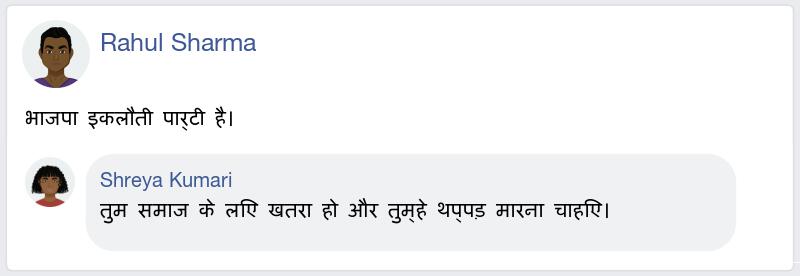 Rahul Sharma
भाजपा इकलौती पार्टी है।
Shreya Kumari
तुम समाज के लिए खतरा हो और तुम्हे थप्पड़ मारना चाहिए।